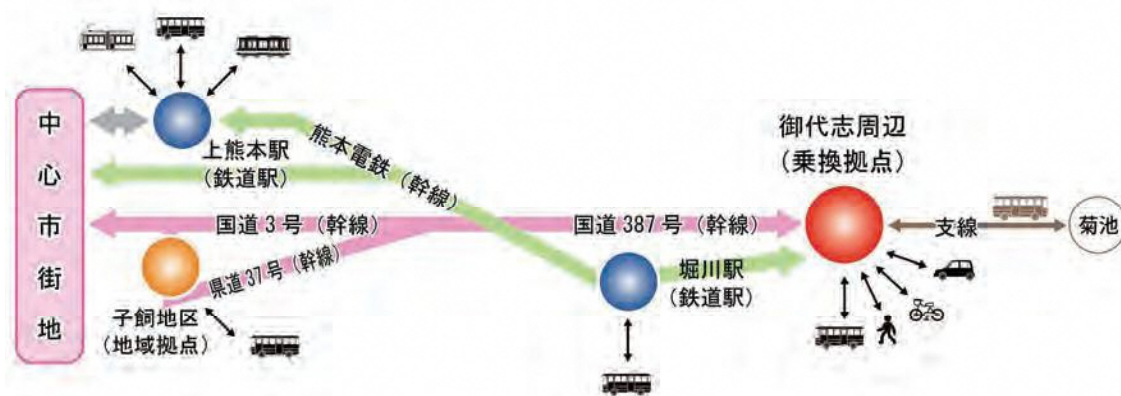 中心市街地
上熊本駅
（鉄道駅）
熊本電鉄（幹線）
国道3号（幹線）
県道37号（幹線）
子飼地区
（地域拠点）
国道387号（幹線）
堀川駅
（鉄道駅）
御代志周辺
（乗換拠点）
支線
菊池